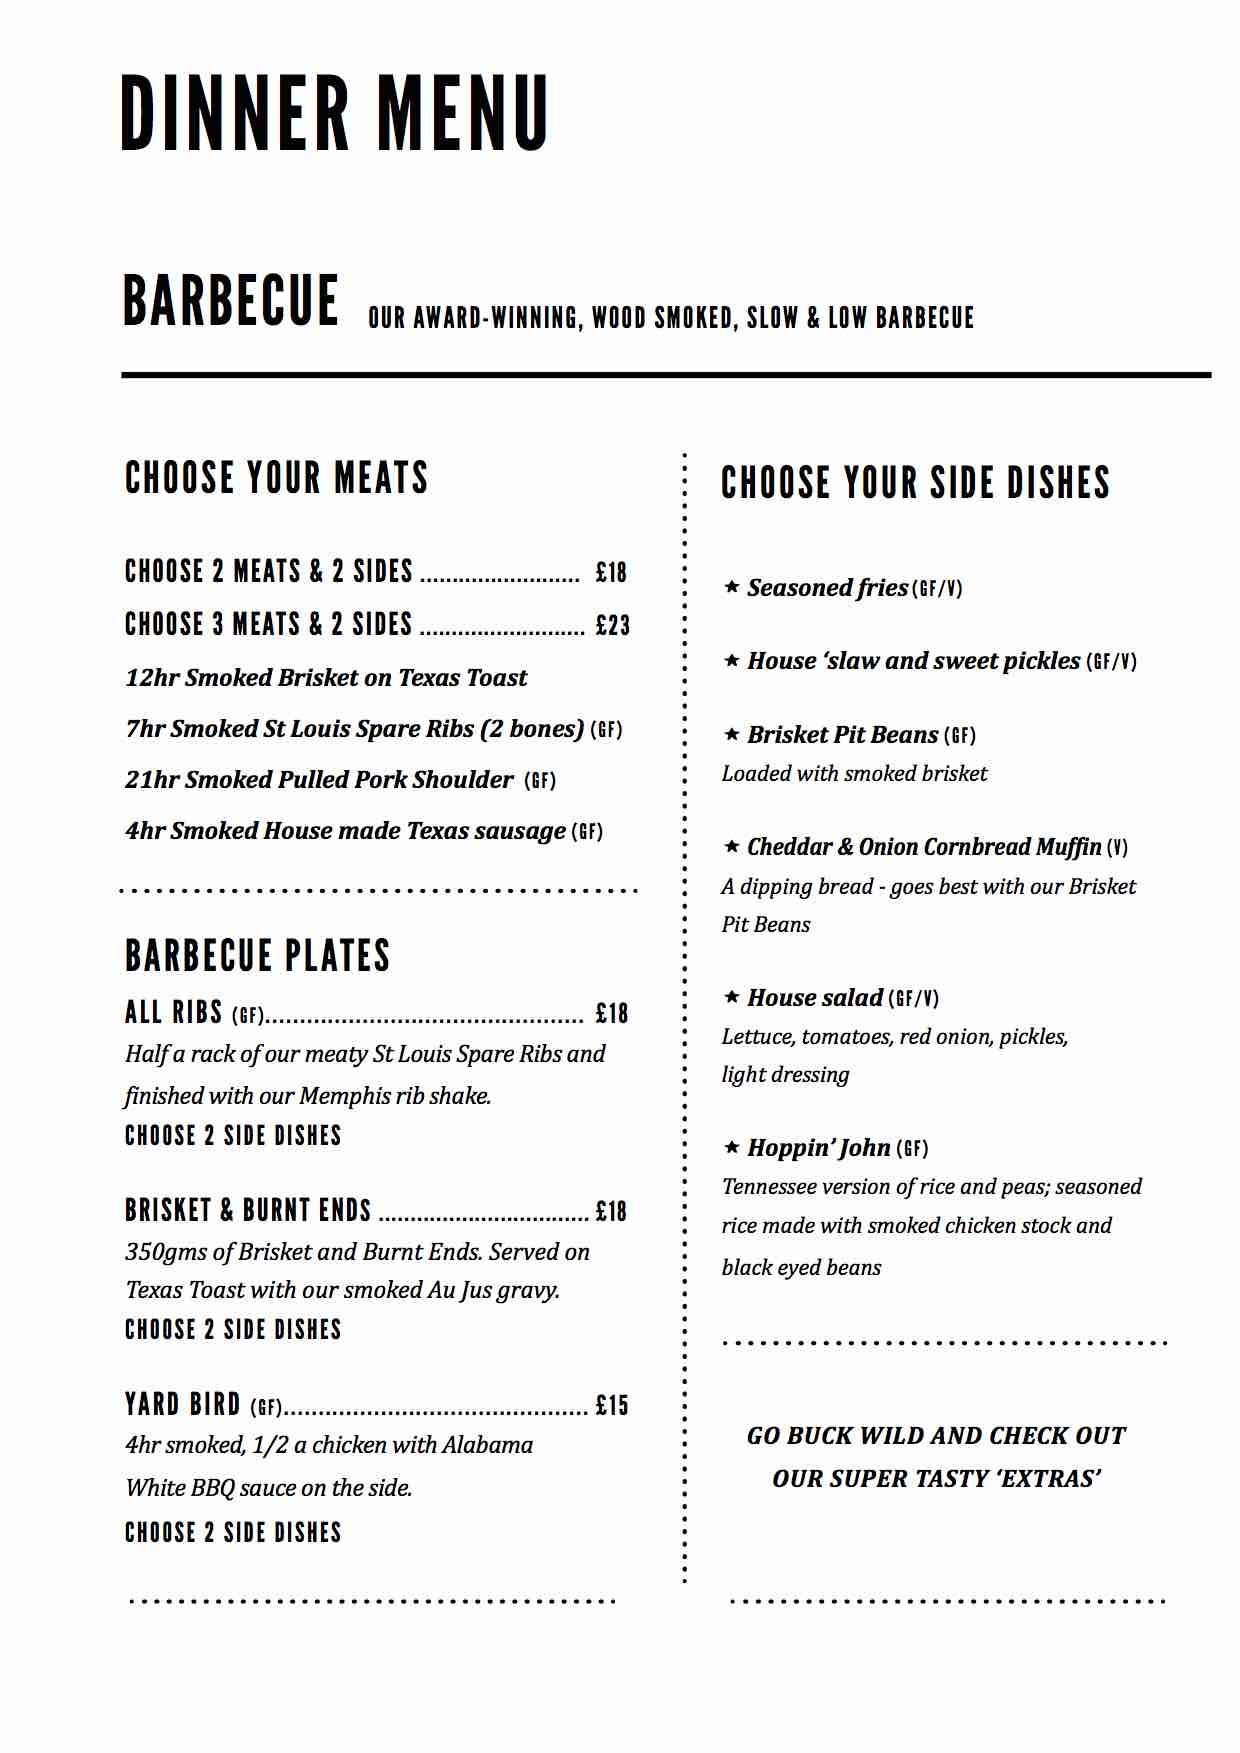 DINNER MENU
BARBECUE OUR AWARD-WINNING, WOOD SMOKED, SLOW & LOW BARBECUE
CHOOSE YOUR MEATS
CHOOSE 2 MEATS & 2 SIDES ......................... £18
CHOOSE 3 MEATS & 2 SIDES .......................... £23
12hr Smoked Brisket on Texas Toast
7hr Smoked St Louis Spare Ribs (2 bones) (GF)
21hr Smoked Pulled Pork Shoulder (GF)
4hr Smoked House made Texas sausage (GF)
BARBECUE PLATES
ALL RIBS (GF).............................................. £18
Half a rack of our meaty St Louis Spare Ribs and
finished with our Memphis rib shake.
CHOOSE 2 SIDE DISHES
BRISKET & BURNT ENDS ................................. £18
350gms of Brisket and Burnt Ends. Served on
Texas Toast with our smoked Au Jus gravy.
CHOOSE 2 SIDE DISHES
YARD BIRD (GF)............................................ £15
4hr smoked, 1/2 a chicken with Alabama
White BBQ sauce on the side.
CHOOSE 2 SIDE DISHES
CHOOSE YOUR SIDE DISHES
★ Seasoned fries (GF/V)
★ House ‘slaw and sweet pickles (GF/V)
★ Brisket Pit Beans (GF)
Loaded with smoked brisket
★ Cheddar & Onion Cornbread Muffin (V)
A dipping bread - goes best with our Brisket
Pit Beans
★ House salad (GF/V)
Lettuce, tomatoes, red onion, pickles,
light dressing
★ Hoppin’ John (GF)
Tennessee version of rice and peas; seasoned
rice made with smoked chicken stock and
black eyed beans
GO BUCK WILD AND CHECK OUT
OUR SUPER TASTY ‘EXTRAS’